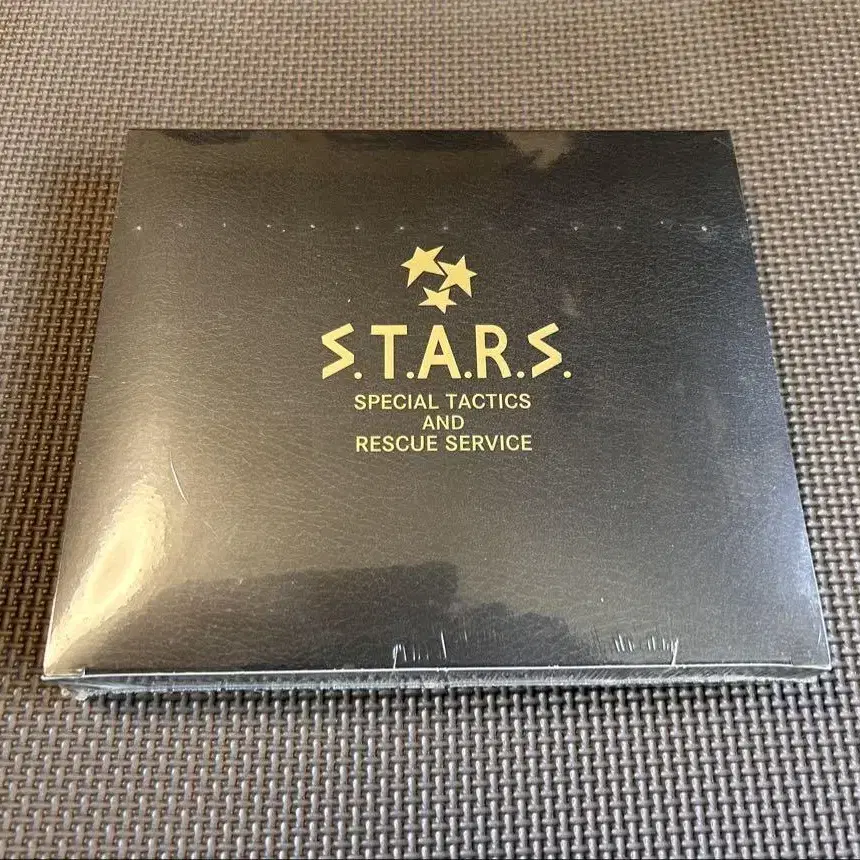 S.T.A.R.S.
SPECIAL TACTICS
AND
RESCUE SERVICE